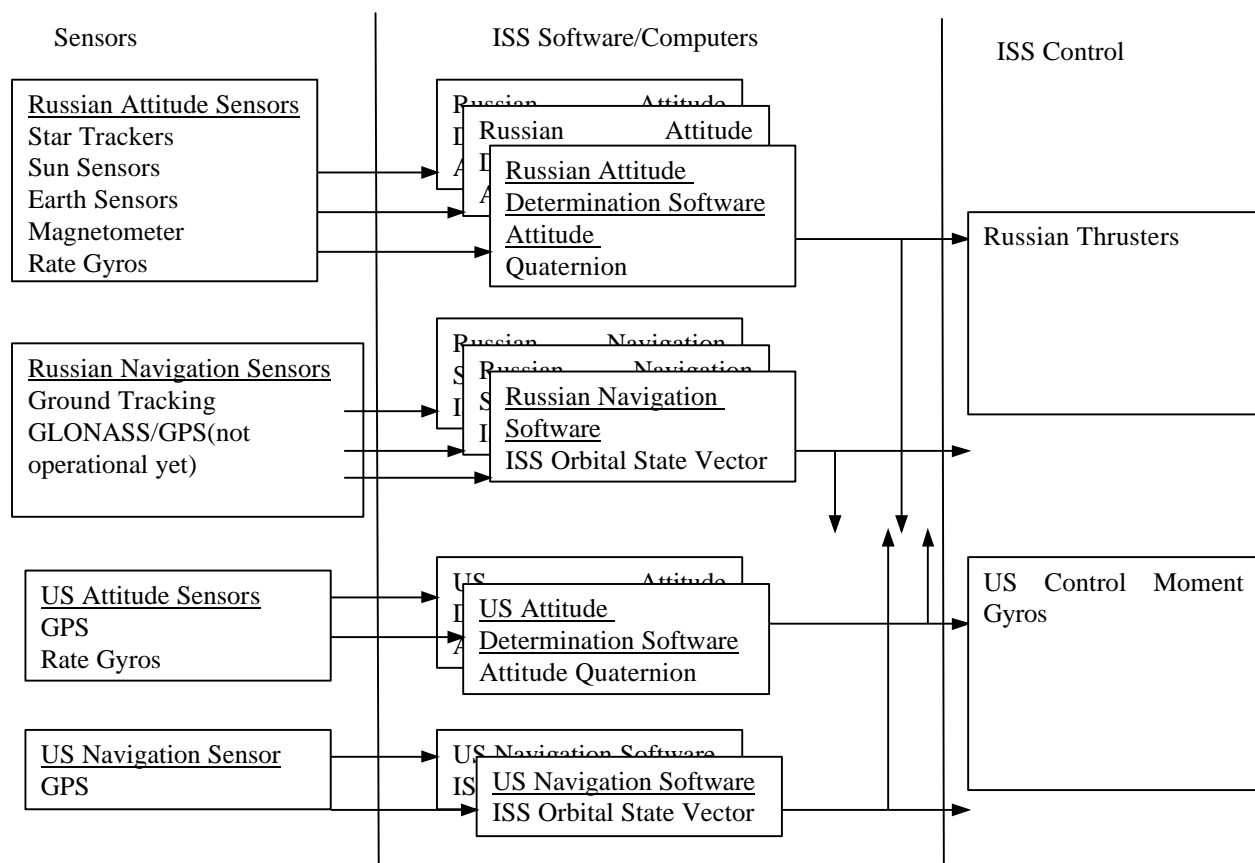 Sensors
ISS Software/Computers
ISS Control
Russian Attitude Sensors
Star Trackers
Sun Sensors
Earth Sensors
Magnetometer
Rate Gyros
Russian Attitude
Russian Attitude
Russian Attitude
Determination Software
Attitude
Quaternion
Russian Thrusters
Russian Navigation Sensors
Ground Tracking
GLONASS/GPS(not
operational yet)
Russian Navigation
Russian Navigation
Russian Navigation
Software
ISS Orbital State Vector
US Attitude Sensors
GPS
Rate Gyros
US Attitude
US Attitude
Determination Software
Attitude Quaternion
US Control Moment
Gyros
US Navigation Sensor
GPS
US Navigation Software
US Navigation Software
ISS Orbital State Vector